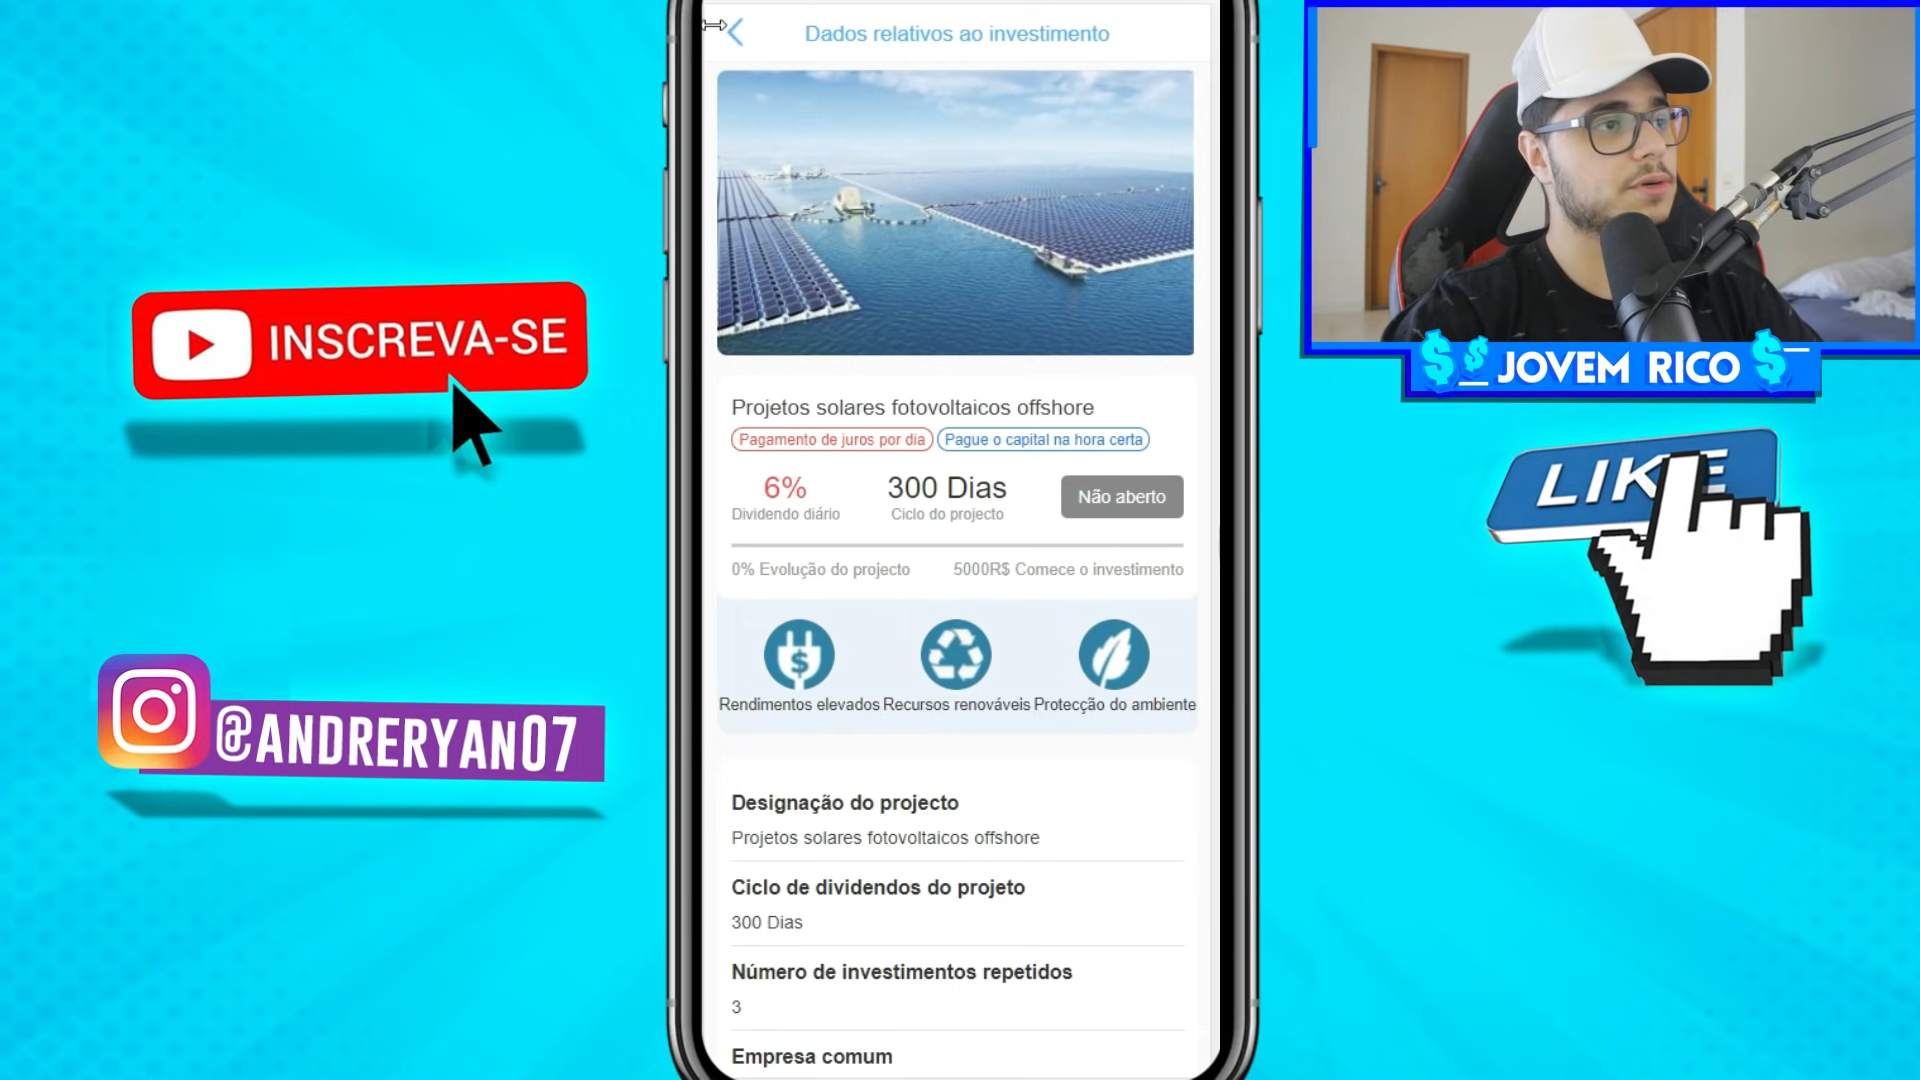 Dados relativos ao investimento
INSCREVA-SE
JOVEM RICO
Projetos solares fotovoltaicos offshore
Pagamento de juros por dia
Pague o capital na hora certa
6%
Dividendo diário
300 Dias
Ciclo do projecto
Não aberto
0% Evolução do projecto
5000R$ Comece o investimento
LIKE
Rendimentos elevados
Recursos renováveis
Protecção do ambiente
@ANDRERYAN07
Designação do projecto
Projetos solares fotovoltaicos offshore
Ciclo de dividendos do projeto
300 Dias
Número de investimentos repetidos
3
Empresa comum